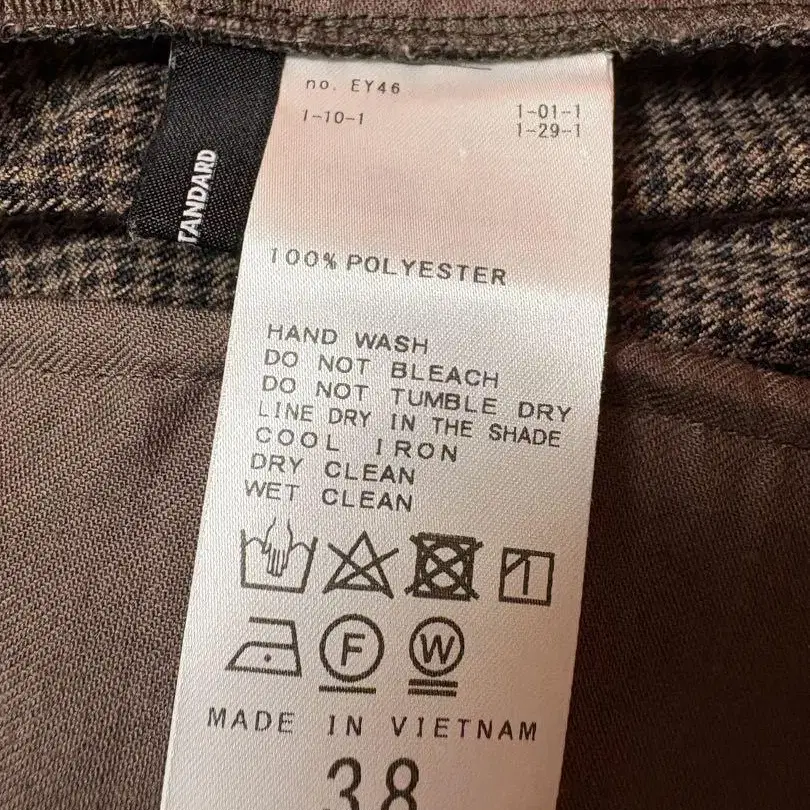 no. EY46
1-10-1 1-01-1
1-29-1
TANDARD
100% POLYESTER
HAND WASH
DO NOT BLEACH
DO NOT TUMBLE DRY
LINE DRY IN THE SHADE
COOL IRON
DRY CLEAN
WET CLEAN
F W
MADE IN VIETNAM
38